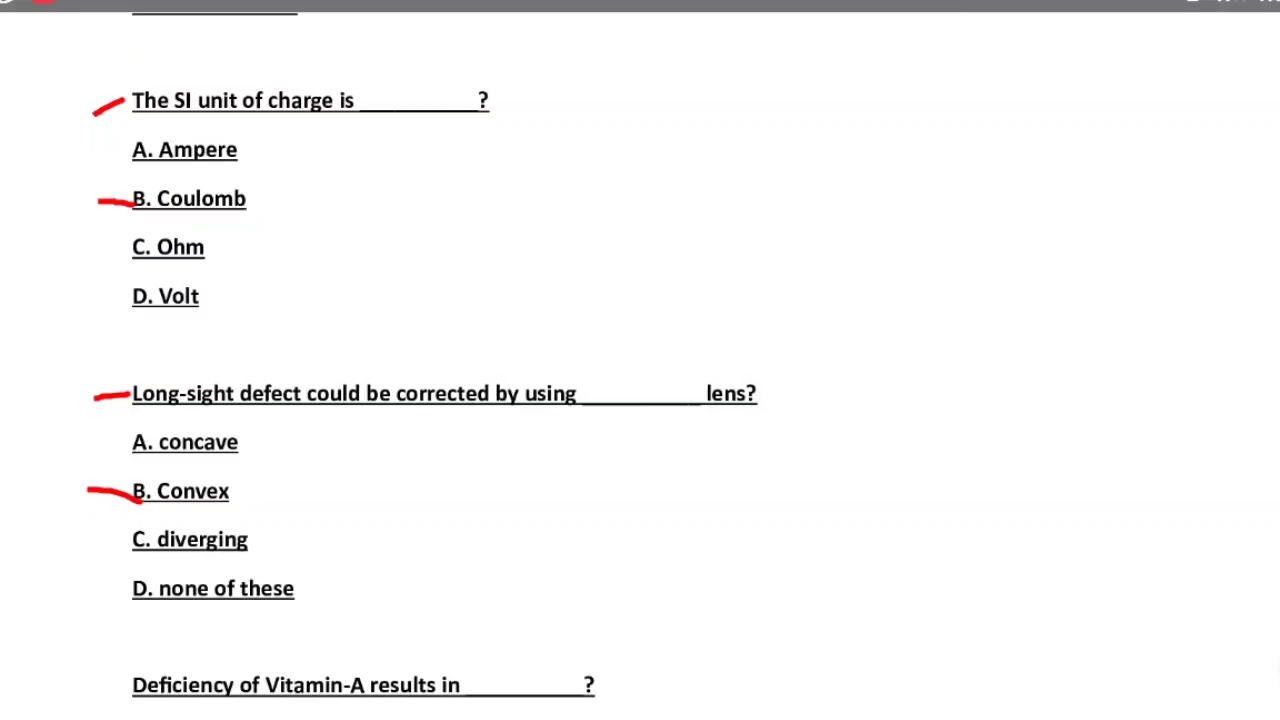 The SI unit of charge is __________?
A. Ampere
B. Coulomb
C. Ohm
D. Volt
Long-sight defect could be corrected by using __________ lens?
A. concave
B. Convex
C. diverging
D. none of these
Deficiency of Vitamin-A results in __________?